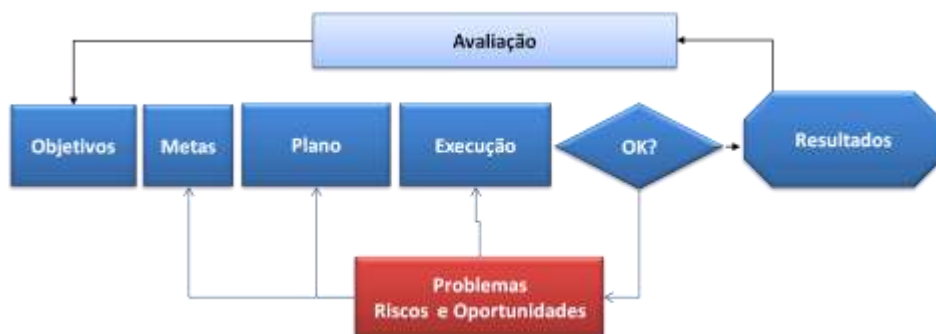 Avaliação
Objetivos
Metas
Plano
Execução
OK?
Resultados
Problemas
Riscos e Oportunidades